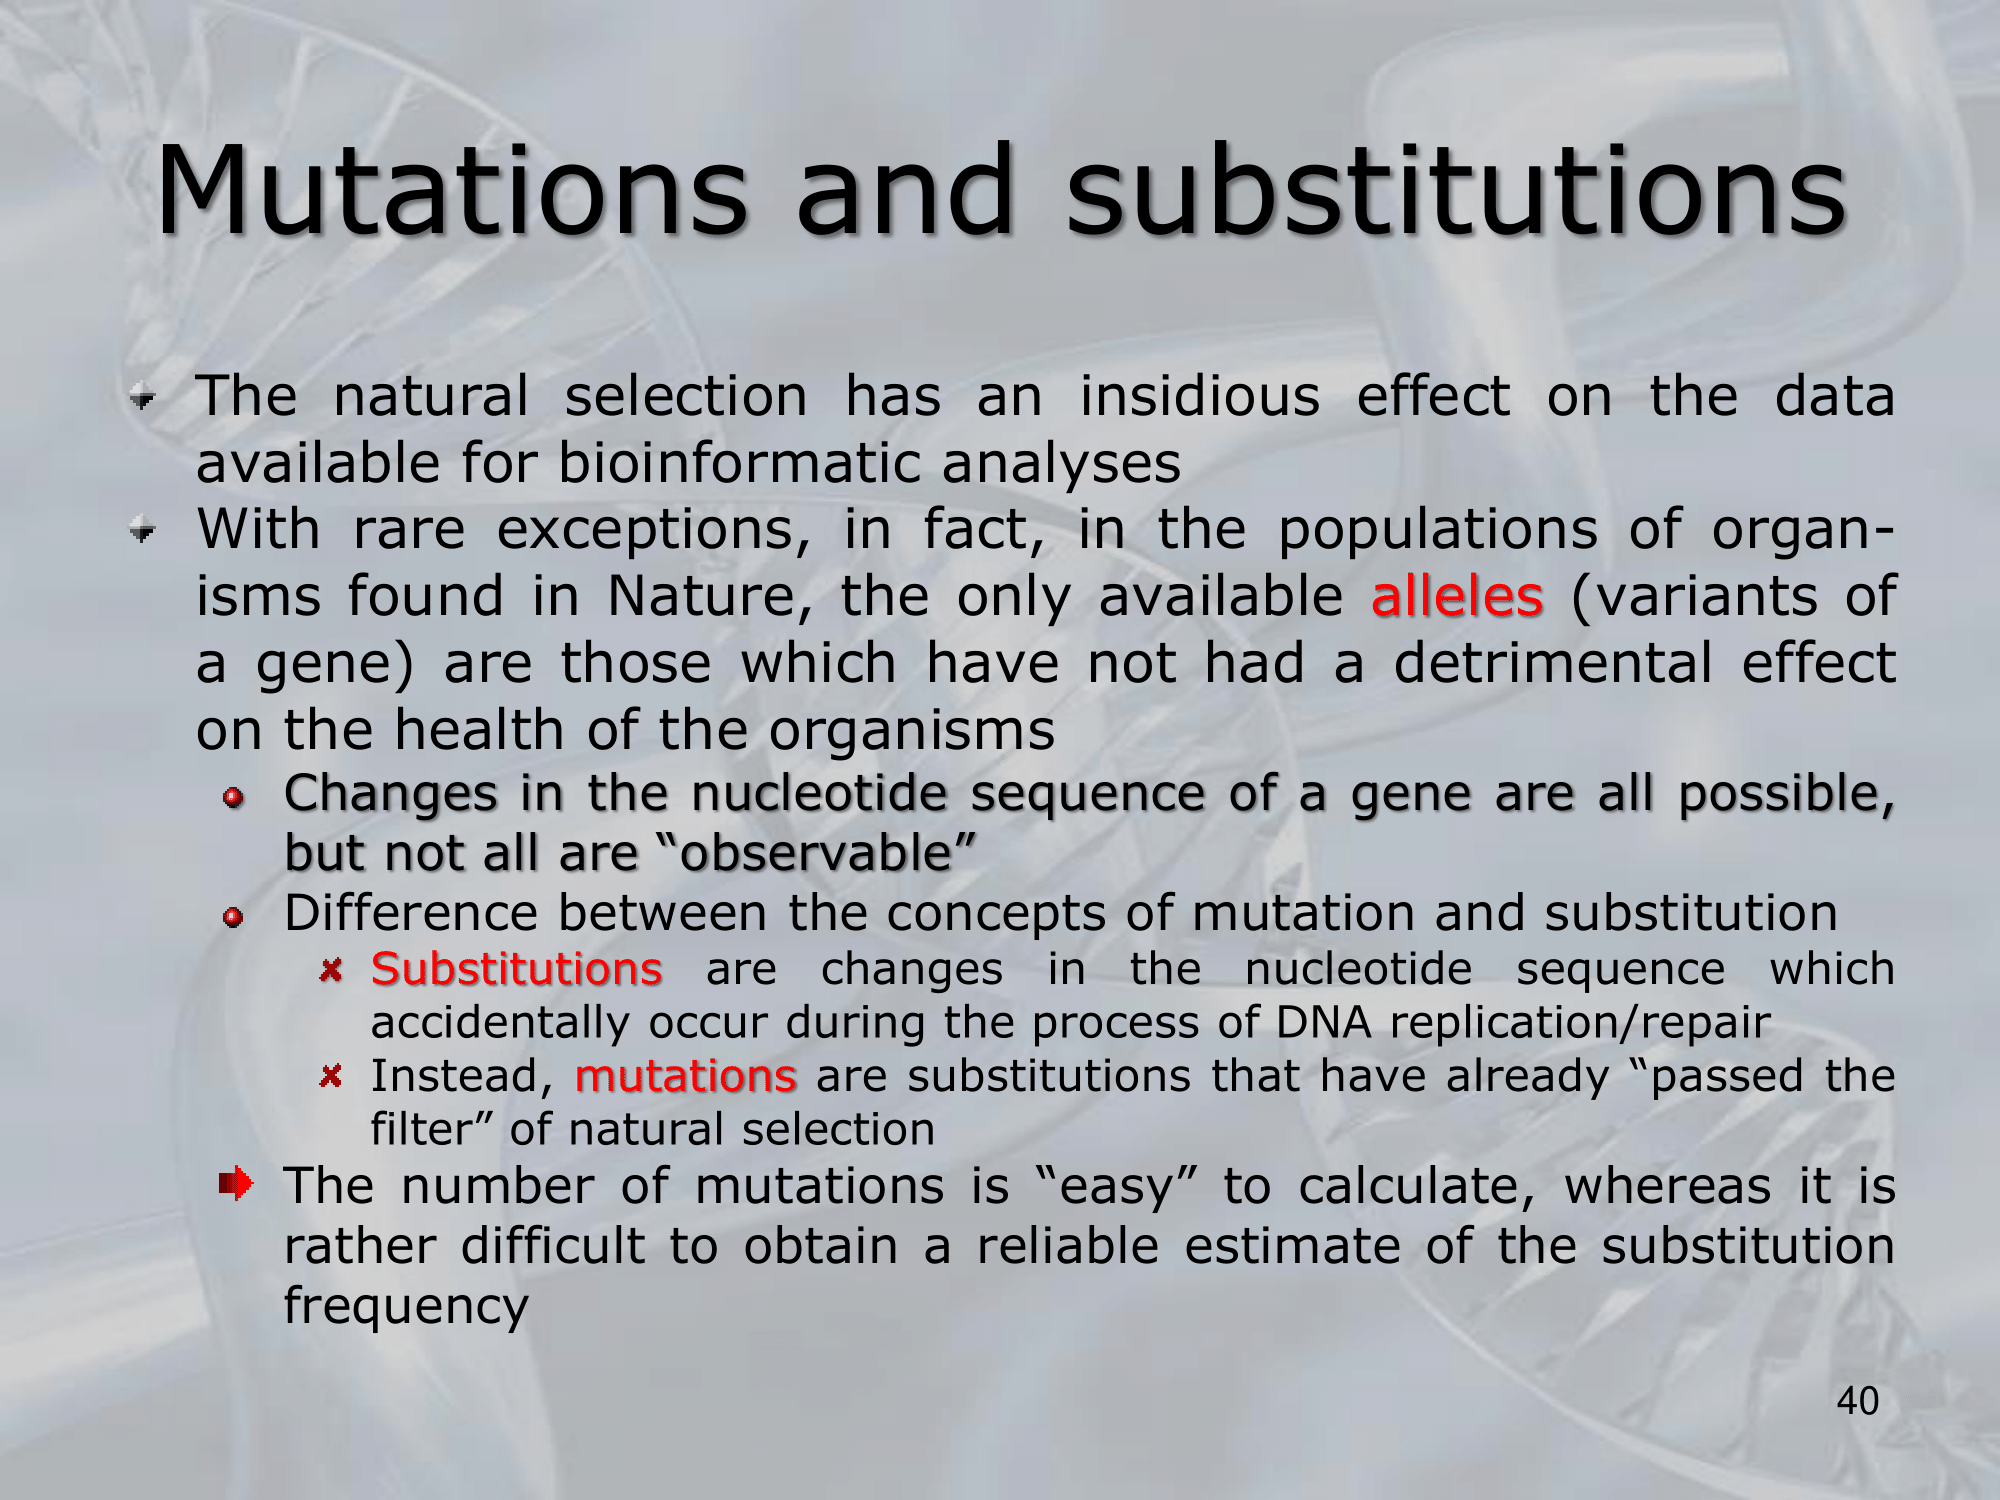 Mutations and substitutions
The natural selection has an insidious effect on the data
available for bioinformatic analyses
With rare exceptions, in fact, in the populations of organ-
isms found in Nature, the only available alleles (variants of
a gene) are those which have not had a detrimental effect
on the health of the organisms
Changes in the nucleotide sequence of a gene are all possible,
but not all are “observable”
Difference between the concepts of mutation and substitution
Substitutions are changes in the nucleotide sequence which
accidentally occur during the process of DNA replication/repair
Instead, mutations are substitutions that have already “passed the
filter” of natural selection
The number of mutations is “easy” to calculate, whereas it is
rather difficult to obtain a reliable estimate of the substitution
frequency
40